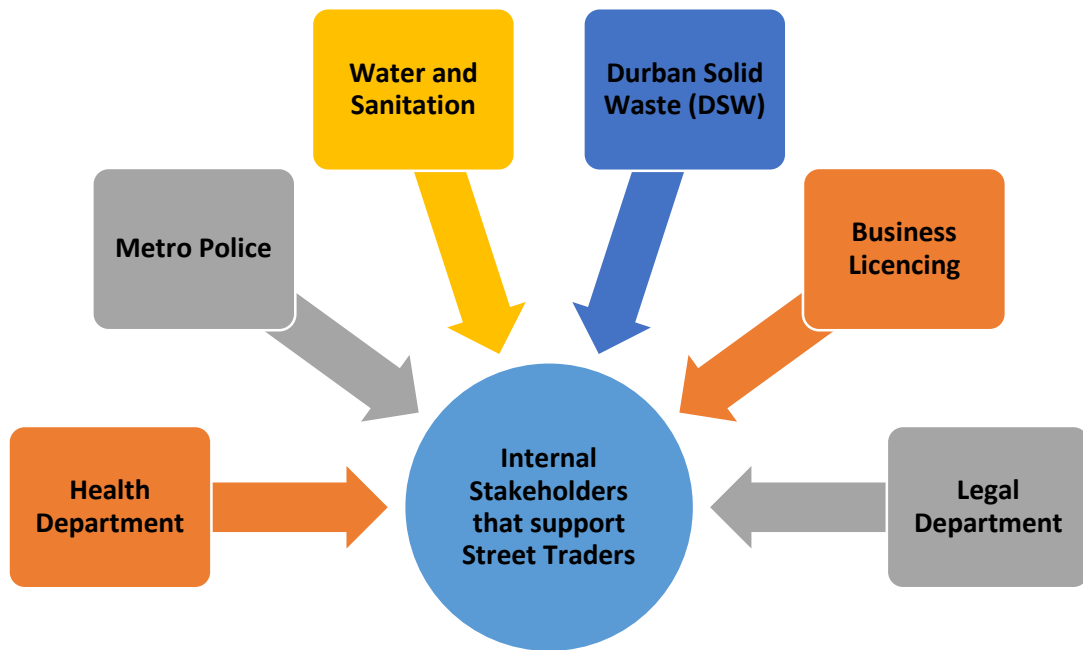 Water and
Sanitation
Durban Solid
Waste (DSW)
Metro Police
Business
Licencing
Health
Department
Internal
Stakeholders
that support
Street Traders
Legal
Department